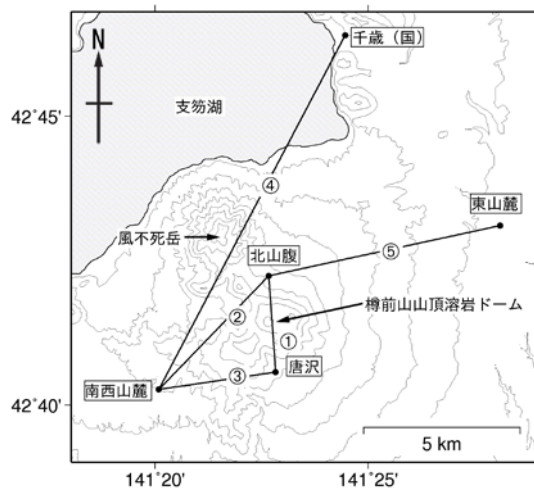 千歳（国）
N
支笏湖
42°45'
④
東山麓
風不死岳
北山腹
⑤
②
樽前山山頂溶岩ドーム
①
唐沢
③
南西山麓
42°40'
5 km
141°20'
141°25'